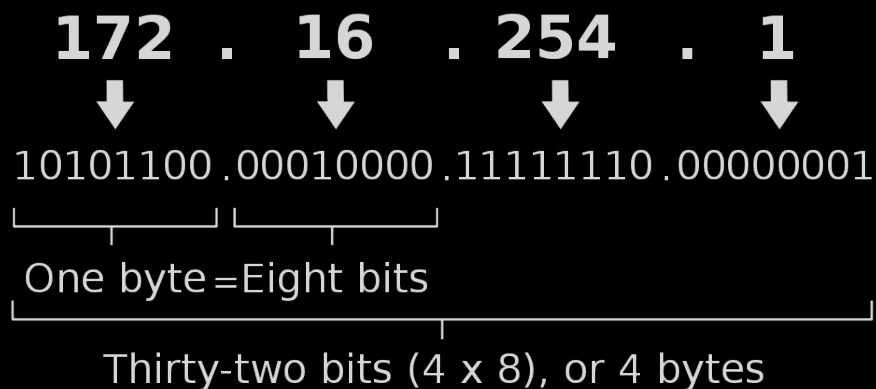 172 . 16 . 254 . 1
10101100 .00010000 .11111110 .00000001
One byte =Eight bits
Thirty-two bits (4 x 8), or 4 bytes